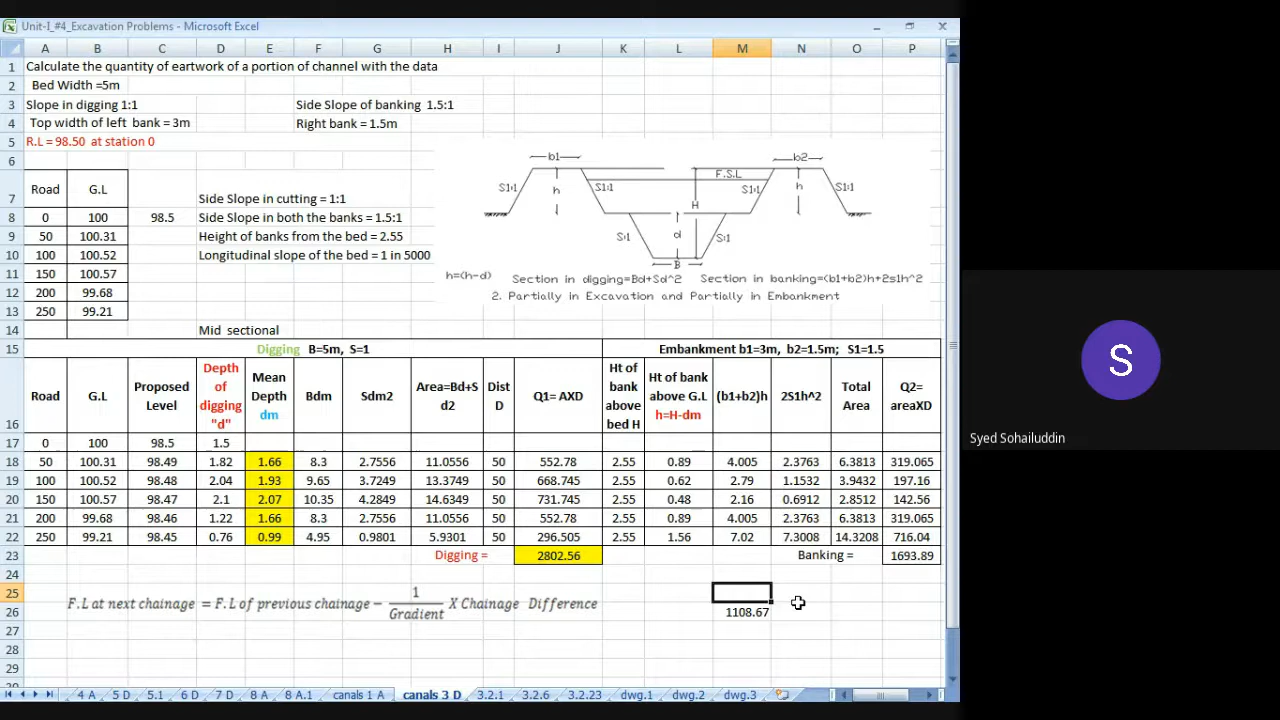 Unit-I_#4_Excavation Problems - Microsoft Excel
A B C D E F G H I J K L M N O P
1 Calculate the quantity of eartwork of a portion of channel with the data
2 Bed Width =5m
3 Slope in digging 1:1 Side Slope of banking 1.5:1
4 Top width of left bank = 3m Right bank = 1.5m
5 R.L = 98.50 at station 0
6
7 Road G.L Side Slope in cutting = 1:1
8 0 100 98.5 Side Slope in both the banks = 1.5:1
9 50 100.31 Height of banks from the bed = 2.55
10 100 100.52 Longitudinal slope of the bed = 1 in 5000
11 150 100.57
12 200 99.68
13 250 99.21
b1 b2
F.S.L
S1:1 h S1:1 S1:1 h S1:1
H
d
S:1 S:1
B
h=(h-d) Section in digging=Bd+Sd^2 Section in banking=(b1+b2)h+2s1h^2
2. Partially in Excavation and Partially in Embankment
14 Mid sectional
15 Digging B=5m, S=1 Embankment b1=3m, b2=1.5m; S1=1.5
16 Road G.L Proposed Level Depth of digging "d" Mean Depth dm Bdm Sdm2 Area=Bd+Sd2 Dist D Q1= AXD Ht of bank above bed H Ht of bank above G.L h=H-dm (b1+b2)h 2S1h^2 Total Area Q2= areaXD
17 0 100 98.5 1.5
18 50 100.31 98.49 1.82 1.66 8.3 2.7556 11.0556 50 552.78 2.55 0.89 4.005 2.3763 6.3813 319.065
19 100 100.52 98.48 2.04 1.93 9.65 3.7249 13.3749 50 668.745 2.55 0.62 2.79 1.1532 3.9432 197.16
20 150 100.57 98.47 2.1 2.07 10.35 4.2849 14.6349 50 731.745 2.55 0.48 2.16 0.6912 2.8512 142.56
21 200 99.68 98.46 1.22 1.66 8.3 2.7556 11.0556 50 552.78 2.55 0.89 4.005 2.3763 6.3813 319.065
22 250 99.21 98.45 0.76 0.99 4.95 0.9801 5.9301 50 296.505 2.55 1.56 7.02 7.3008 14.3208 716.04
23 Digging = 2802.56 Banking = 1693.89
24
25
F.L at next chainage = F.L of previous chainage − 1/Gradient X Chainage Difference
26 1108.67
27
28
29
4 A 5 D 5.1 6 D 7 D 8 A 8 A.1 canals 1 A canals 3 D 3.2.1 3.2.6 3.2.23 dwg.1 dwg.2 dwg.3
S
Syed Sohailuddin